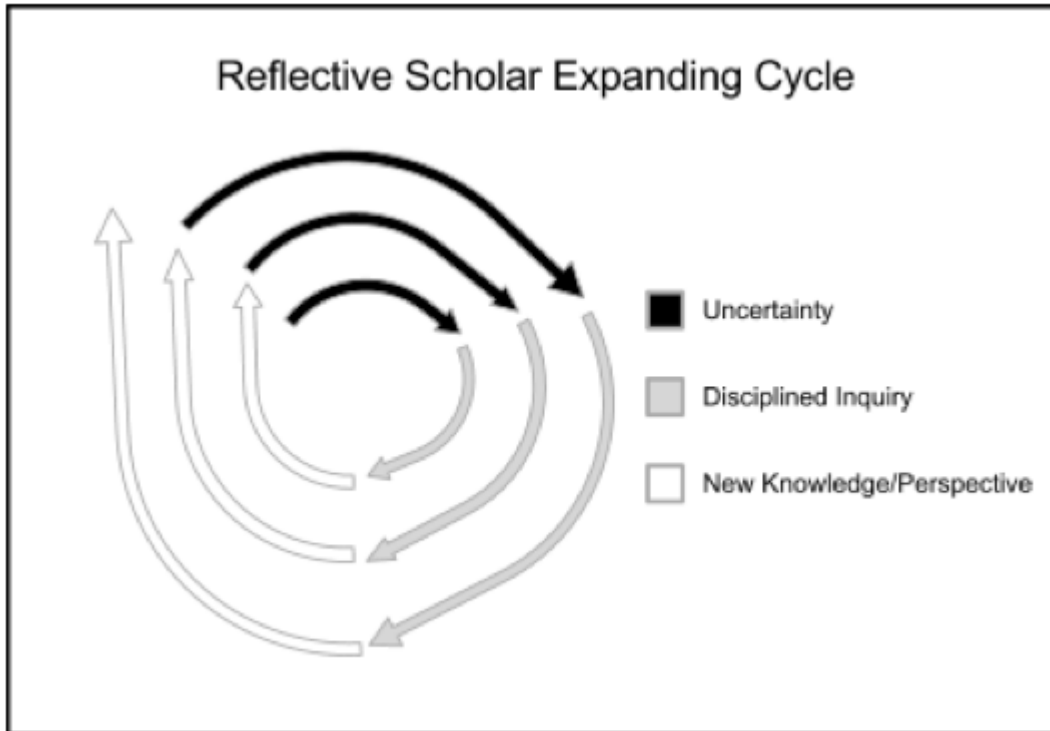 Reflective Scholar Expanding Cycle
Uncertainty
Disciplined Inquiry
New Knowledge/Perspective